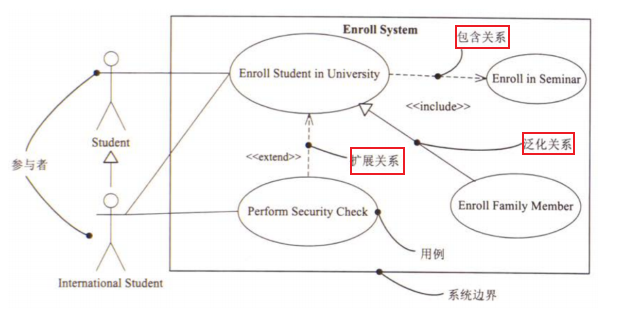 Enroll System
包含关系
Enroll Student in University
Enroll in Seminar
<<include>>
Student
参与者
<<extend>>
扩展关系
泛化关系
Perform Security Check
Enroll Family Member
用例
International Student
系统边界